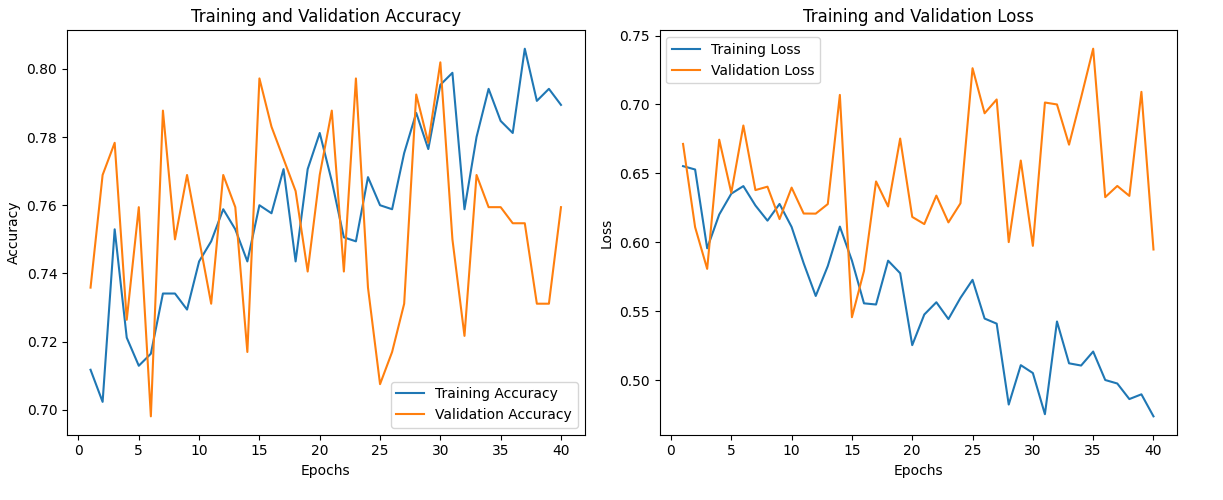 Training and Validation Accuracy
Accuracy
0.80
0.78
0.76
0.74
0.72
0.70
Training Accuracy
Validation Accuracy
0 5 10 15 20 25 30 35 40
Epochs
Training and Validation Loss
Loss
0.75
0.70
0.65
0.60
0.55
0.50
Training Loss
Validation Loss
0 5 10 15 20 25 30 35 40
Epochs